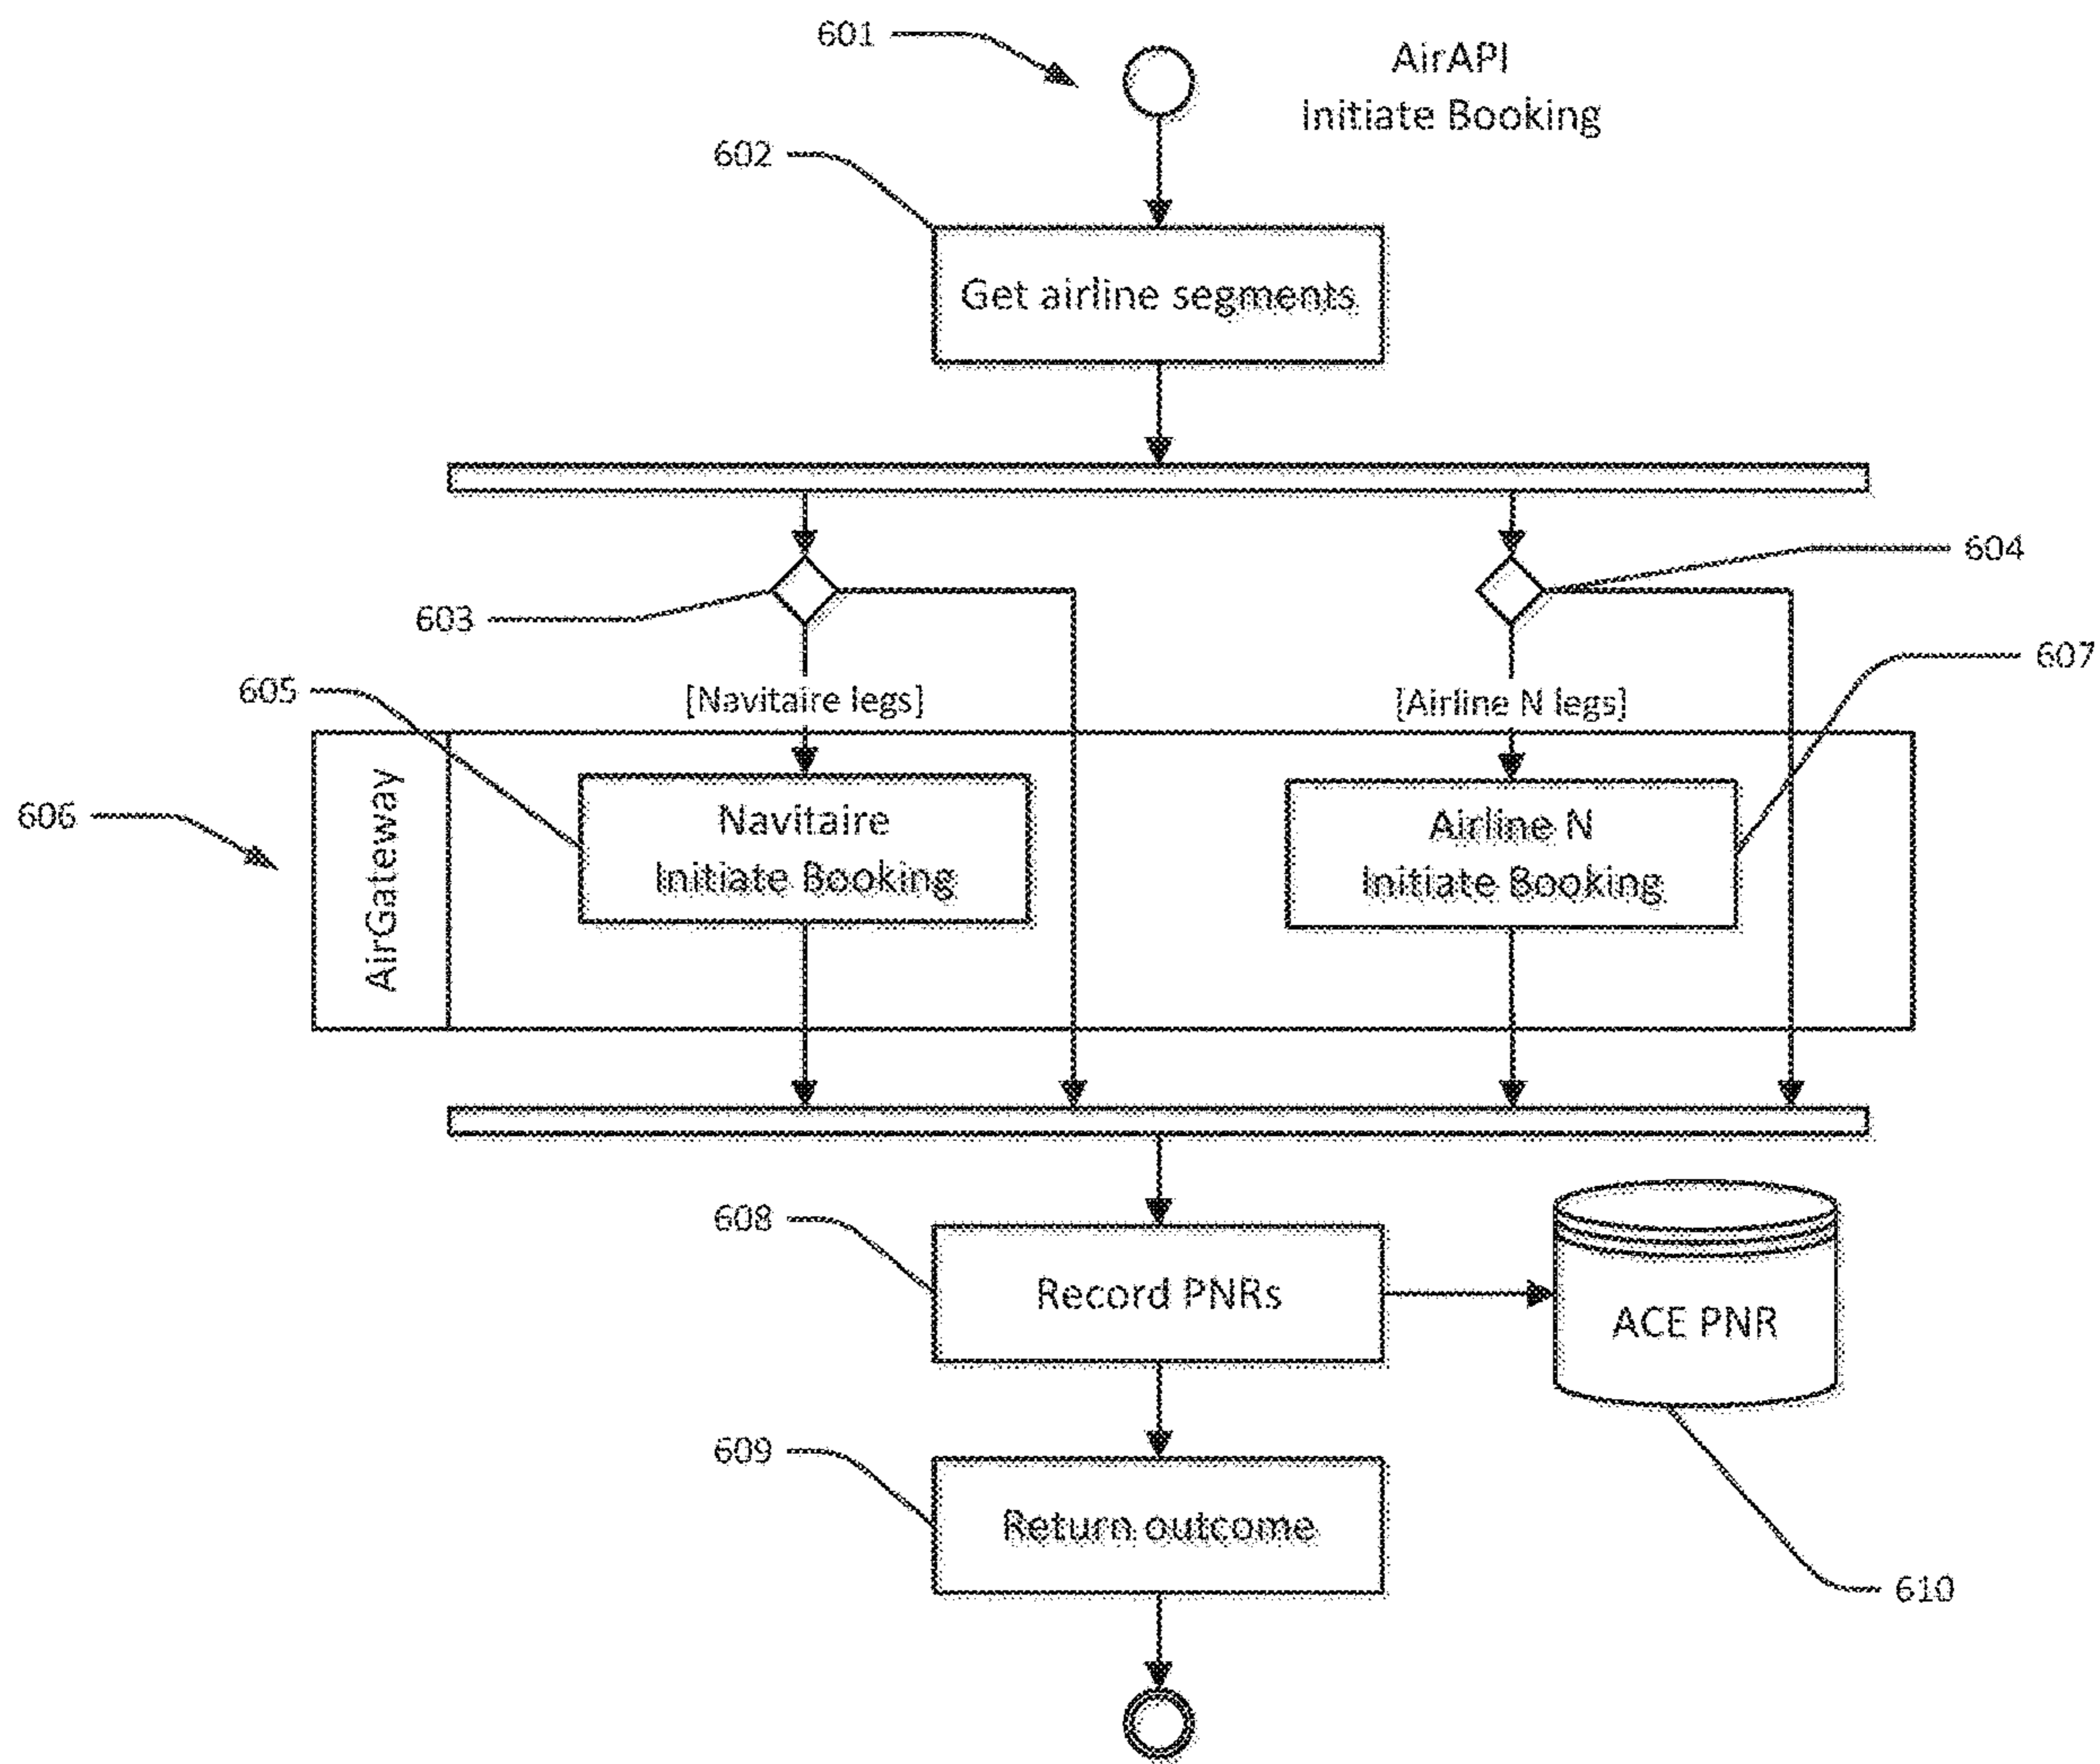 601
AirAPI
Initiate Booking
602
Get airline segments
604
603
607
605
[Navitaire legs]
[Airline N legs]
606
AirGateway
Navitaire
Initiate Booking
Airline N
Initiate Booking
608
Record PNRs
ACE PNR
609
Return outcome
610